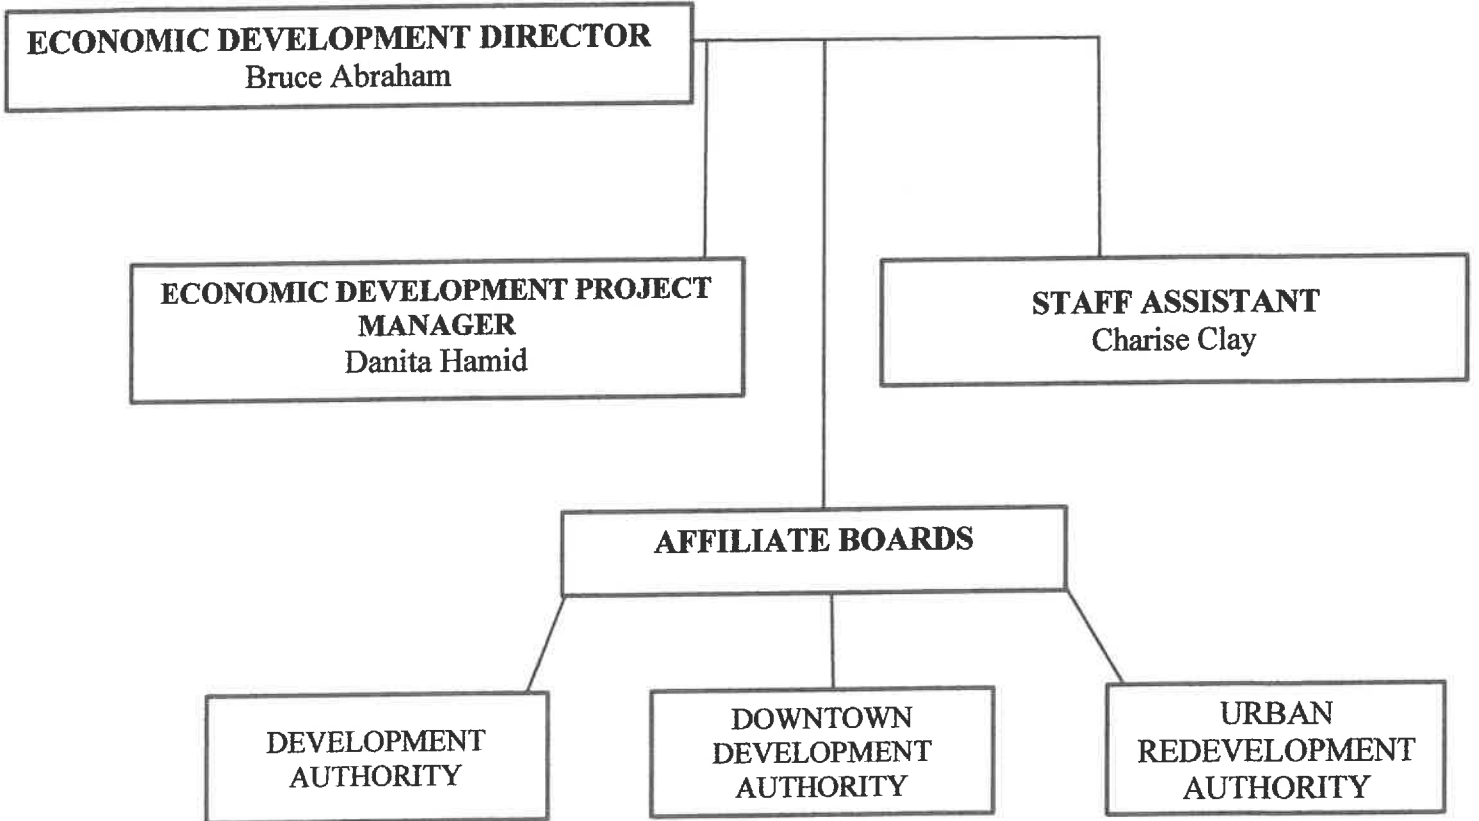 ECONOMIC DEVELOPMENT DIRECTOR
Bruce Abraham
ECONOMIC DEVELOPMENT PROJECT
MANAGER
Danita Hamid
STAFF ASSISTANT
Charise Clay
AFFILIATE BOARDS
DEVELOPMENT
AUTHORITY
DOWNTOWN
DEVELOPMENT
AUTHORITY
URBAN
REDEVELOPMENT
AUTHORITY